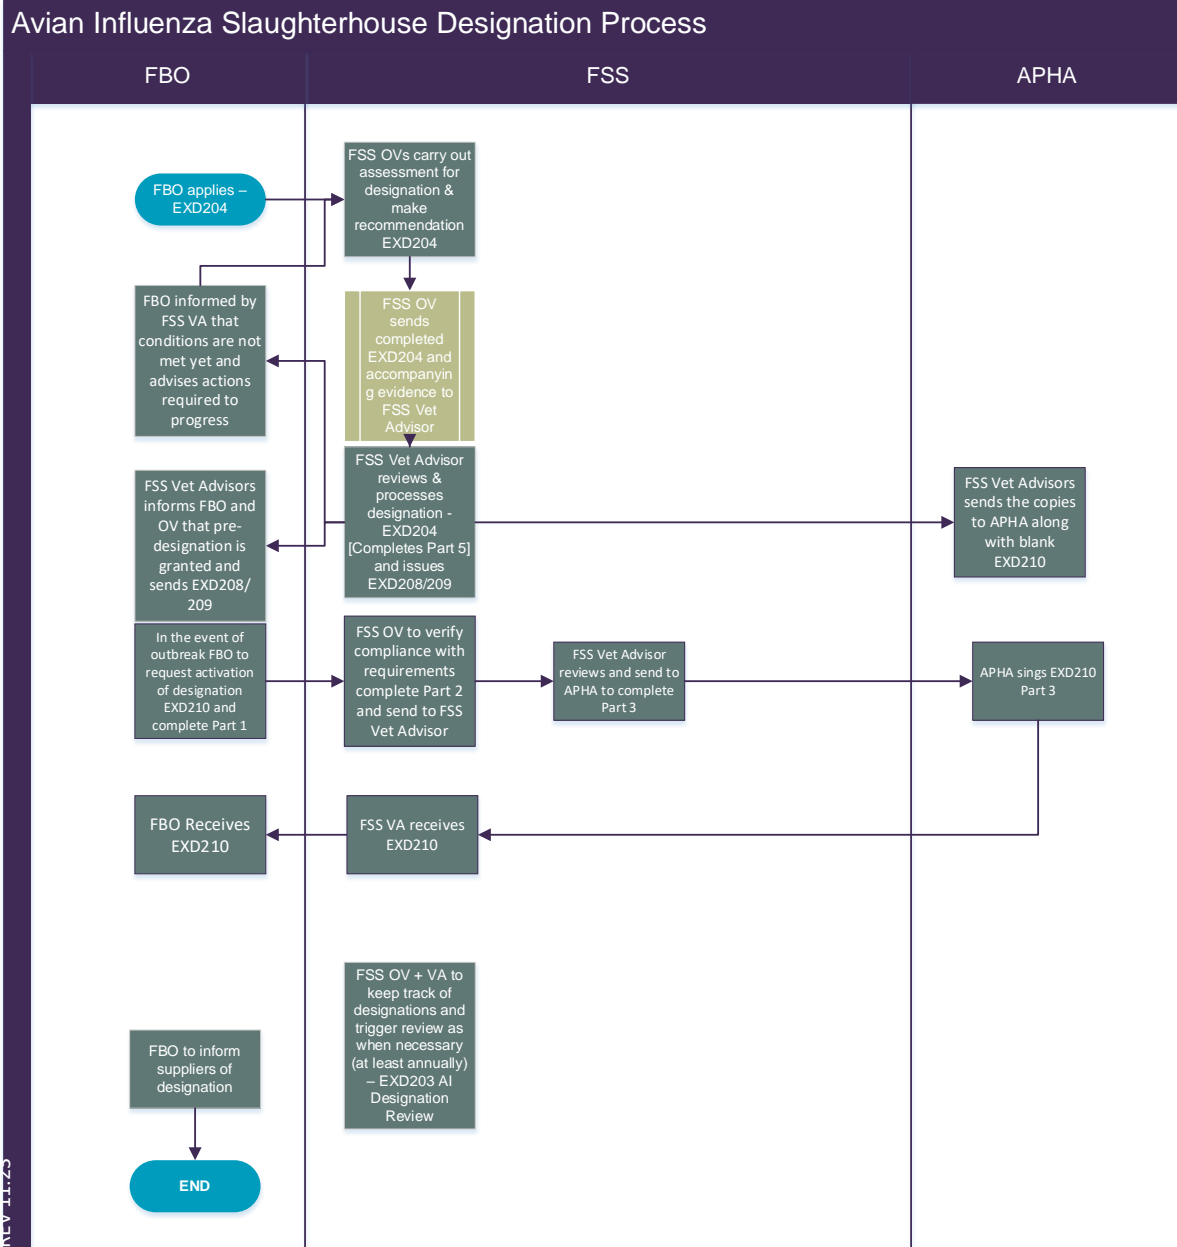 Avian Influenza Slaughterhouse Designation Process
FBO
FSS
APHA
FBO applies –
EXD204
FSS OVs carry out
assessment for
designation &
make
recommendation
EXD204
FBO informed by
FSS VA that
conditions are not
met yet and
advises actions
required to
progress
FSS OV
sends
completed
EXD204 and
accompanyin
g evidence to
FSS Vet
Advisor
FSS Vet Advisors
informs FBO and
OV that pre-
designation is
granted and
sends EXD208/
209
FSS Vet Advisor
reviews &
processes
designation -
EXD204
[Completes Part 5]
and issues
EXD208/209
FSS Vet Advisors
sends the copies
to APHA along
with blank
EXD210
In the event of
outbreak FBO to
request activation
of designation
EXD210 and
complete Part 1
FSS OV to verify
compliance with
requirements
complete Part 2
and send to FSS
Vet Advisor
FSS Vet Advisor
reviews and send to
APHA to complete
Part 3
APHA sings EXD210
Part 3
FBO Receives
EXD210
FSS VA receives
EXD210
FSS OV + VA to
keep track of
designations and
trigger review as
when necessary
(at least annually)
– EXD203 AI
Designation
Review
FBO to inform
suppliers of
designation
END
REV 11.23